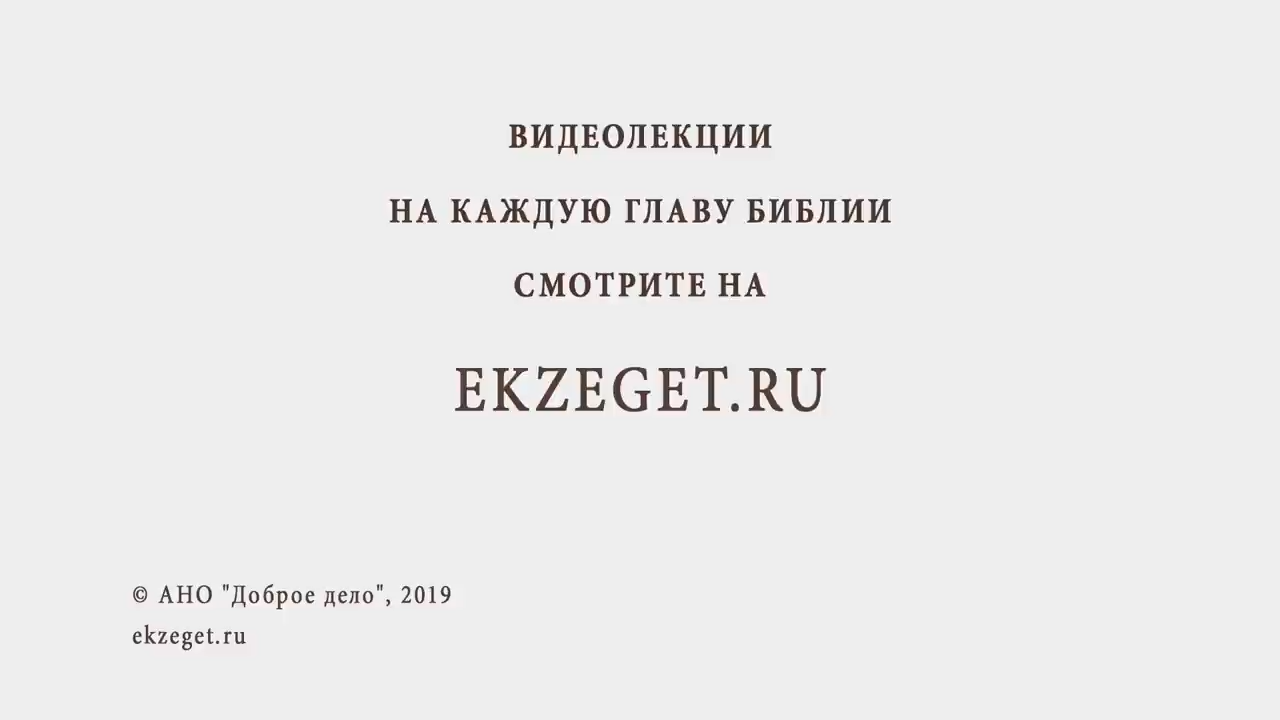 ВИДЕОЛЕКЦИИ
НА КАЖДУЮ ГЛАВУ БИБЛИИ
СМОТРИТЕ НА
EKZEGET.RU
© АНО "Доброе дело", 2019
ekzeget.ru